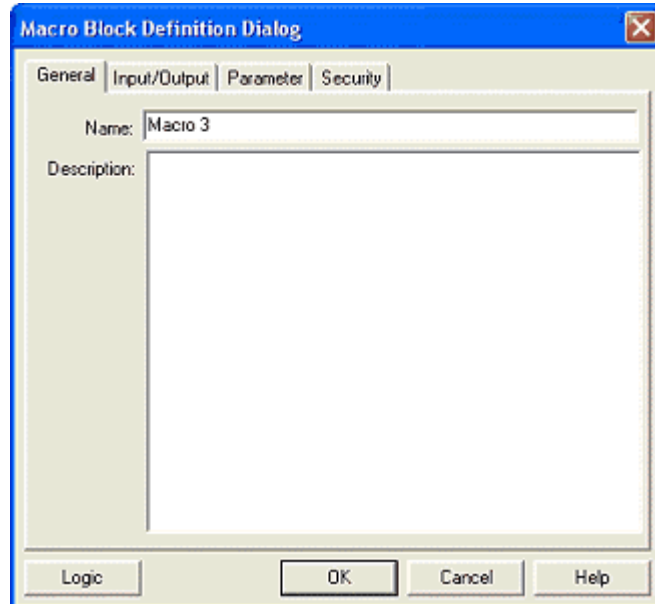 Macro Block Definition Dialog
General Input/Output Parameter Security
Name: Macro 3
Description:
Logic OK Cancel Help